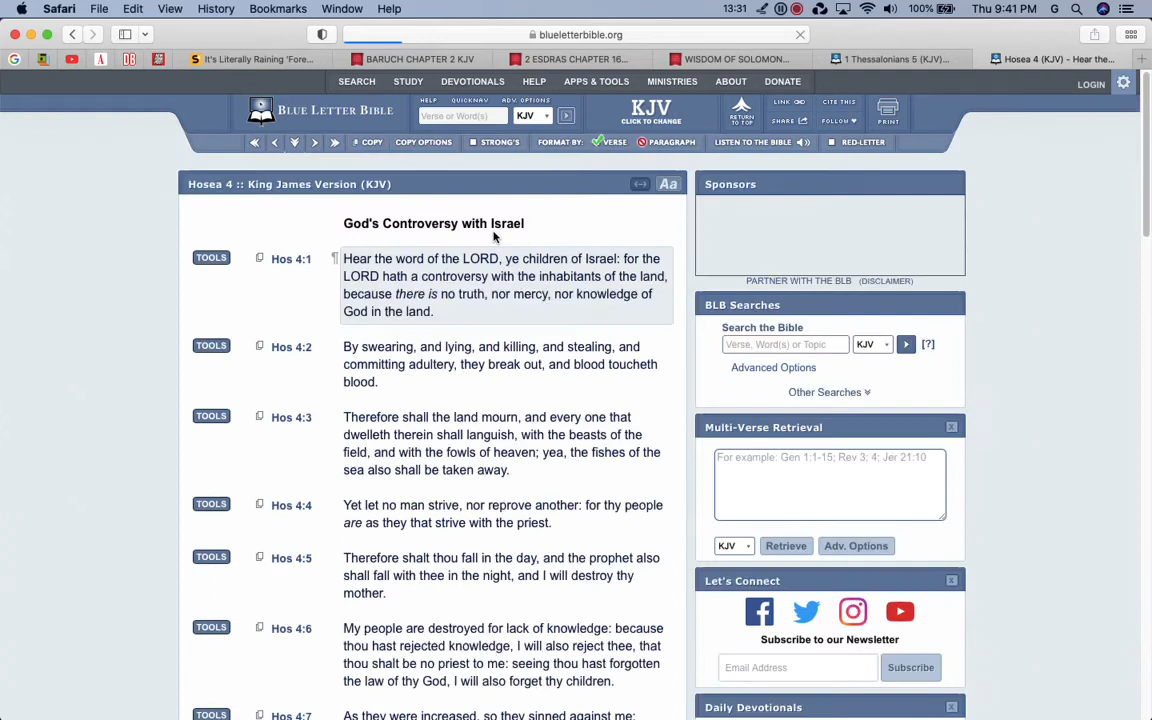 Safari File Edit View History Bookmarks Window Help 13:31 100% Thu 9:41 PM G
blueletterbible.org
It's Literally Raining 'Fore... BARUCH CHAPTER 2 KJV 2 ESDRAS CHAPTER 16... WISDOM OF SOLOMON... 1 Thessalonians 5 (KJV)... Hosea 4 (KJV) - Hear the...
SEARCH STUDY DEVOTIONALS HELP APPS & TOOLS MINISTRIES ABOUT DONATE LOGIN
BLUE LETTER BIBLE
HELP QUICKNAV ADV. OPTIONS
Verse or Word(s) KJV
KJV
CLICK TO CHANGE
RETURN
TO TOP
LINK CITE THIS
SHARE FOLLOW
PRINT
COPY COPY OPTIONS STRONG'S FORMAT BY: VERSE PARAGRAPH LISTEN TO THE BIBLE RED-LETTER
Hosea 4 :: King James Version (KJV) Aa
God's Controversy with Israel
TOOLS Hos 4:1 ¶ Hear the word of the LORD, ye children of Israel: for the
LORD hath a controversy with the inhabitants of the land,
because there is no truth, nor mercy, nor knowledge of
God in the land.
TOOLS Hos 4:2 By swearing, and lying, and killing, and stealing, and
committing adultery, they break out, and blood toucheth
blood.
TOOLS Hos 4:3 Therefore shall the land mourn, and every one that
dwelleth therein shall languish, with the beasts of the
field, and with the fowls of heaven; yea, the fishes of the
sea also shall be taken away.
TOOLS Hos 4:4 Yet let no man strive, nor reprove another: for thy people
are as they that strive with the priest.
TOOLS Hos 4:5 Therefore shalt thou fall in the day, and the prophet also
shall fall with thee in the night, and I will destroy thy
mother.
TOOLS Hos 4:6 My people are destroyed for lack of knowledge: because
thou hast rejected knowledge, I will also reject thee, that
thou shalt be no priest to me: seeing thou hast forgotten
the law of thy God, I will also forget thy children.
TOOLS Hos 4:7 As they were increased, so they sinned against me:
Sponsors
PARTNER WITH THE BLB (DISCLAIMER)
BLB Searches
Search the Bible
Verse, Word(s) or Topic KJV [?]
Advanced Options
Other Searches
Multi-Verse Retrieval
For example: Gen 1:1-15; Rev 3; 4; Jer 21:10
KJV Retrieve Adv. Options
Let's Connect
Subscribe to our Newsletter
Email Address Subscribe
Daily Devotionals